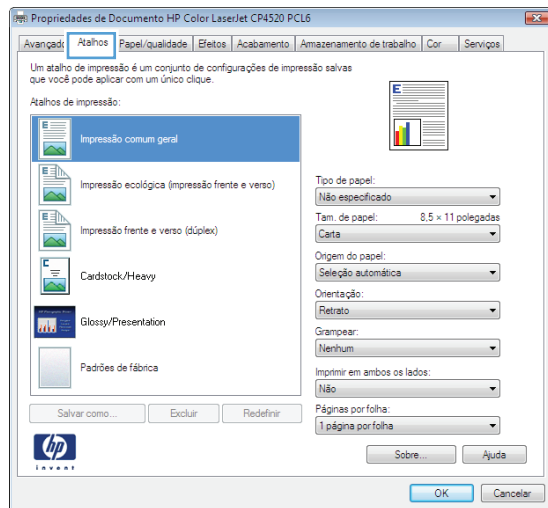 Propriedades de Documento HP Color LaserJet CP4520 PCL6
Avançado Atalhos Papel/qualidade Efeitos Acabamento Amazenamento de trabalho Cor Serviços
Um atalho de impressão é um conjunto de configurações de impressão salvas
que você pode aplicar com um único clique.
Atalhos de impressão:
Impressão comum geral
Impressão ecológica (impressão frente e verso)
Impressão frente e verso (dúplex)
Cardstock/Heavy
Glossy/Presentation
Padrões de fábrica
Salvar como... Excluir Redefinir
E
Tipo de papel:
Não especificado
Tam. de papel: 8,5 × 11 polegadas
Carta
Origem do papel:
Seleção automática
Orientação:
Retrato
Grampear:
Nenhum
Imprimir em ambos os lados:
Não
Páginas por folha:
1 página por folha
hp
invent
Sobre... Ajuda
OK Cancelar